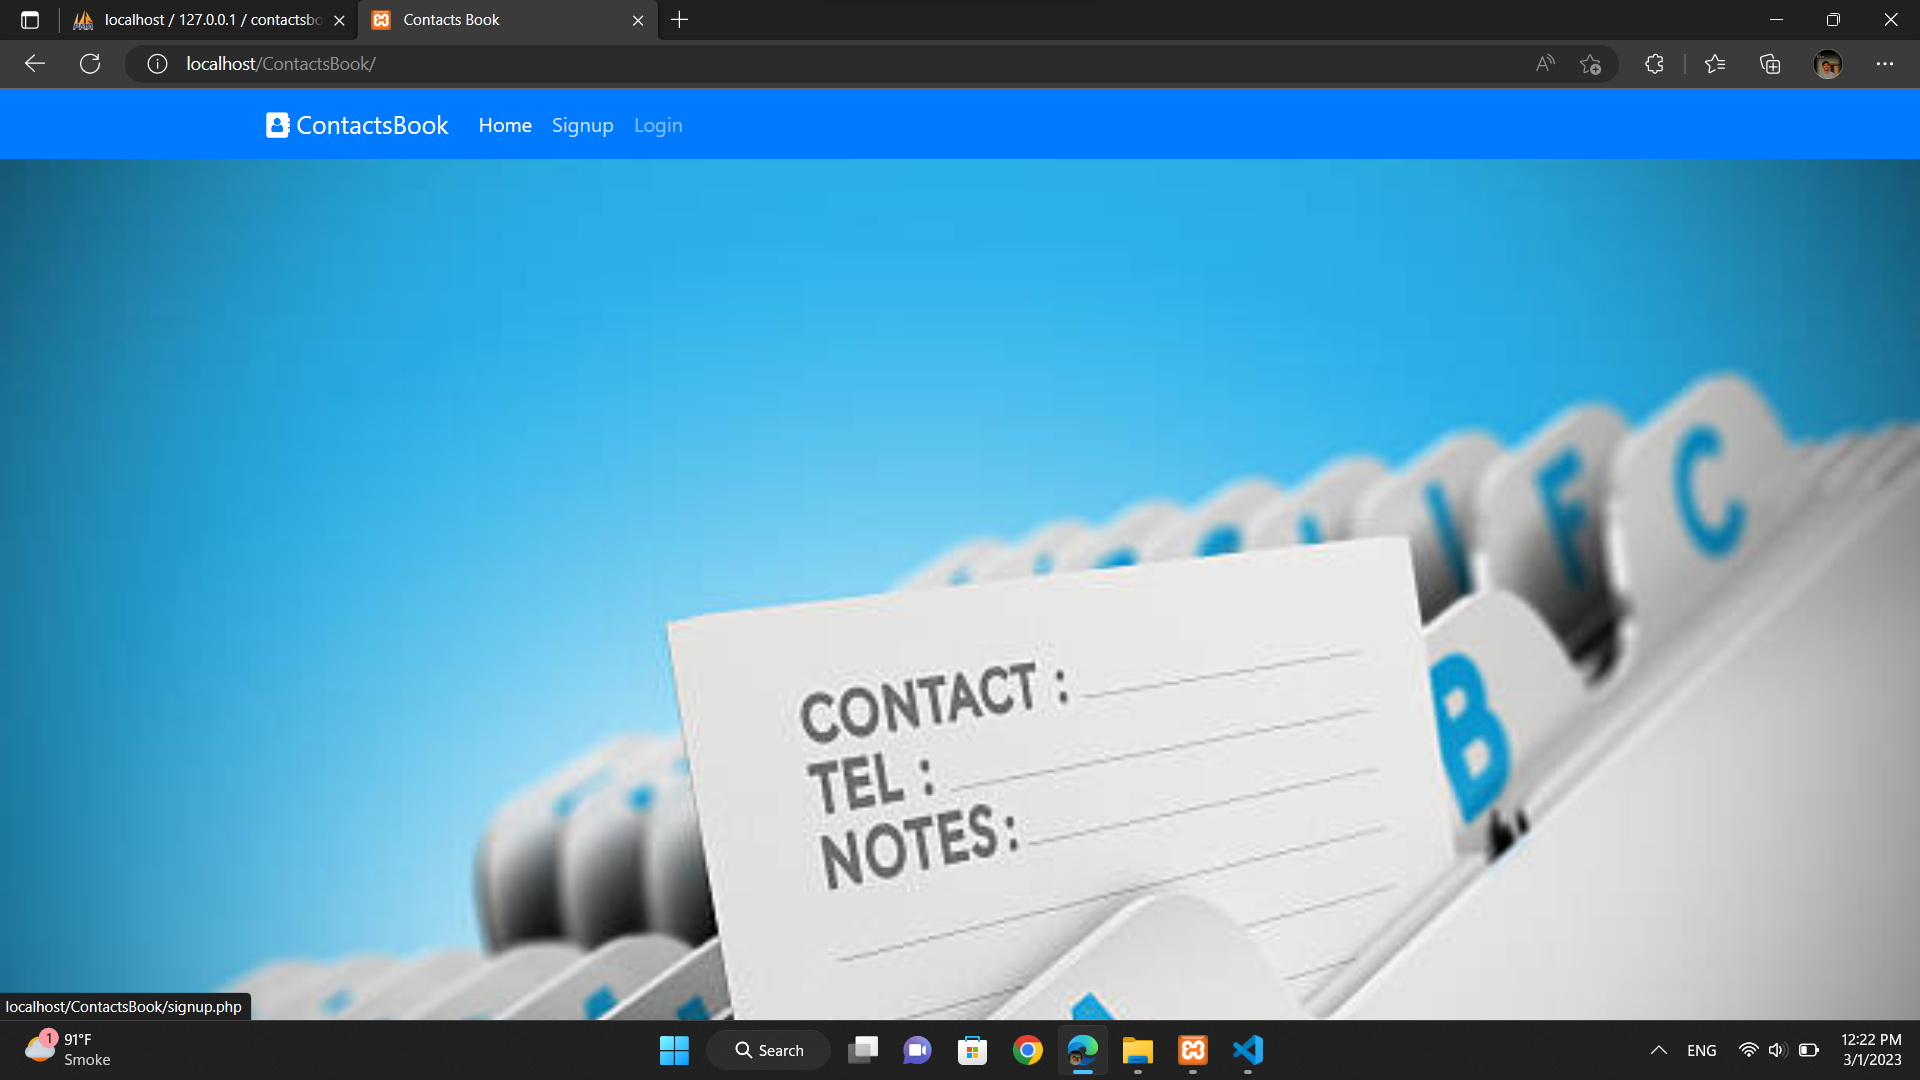 localhost / 127.0.0.1 / contactsbo
Contacts Book
localhost/ContactsBook/
ContactsBook
Home
Signup
Login
C
F
I
B
CONTACT :
TEL :
NOTES :
localhost/ContactsBook/signup.php
1
91°F
Smoke
Search
ENG
12:22 PM
3/1/2023